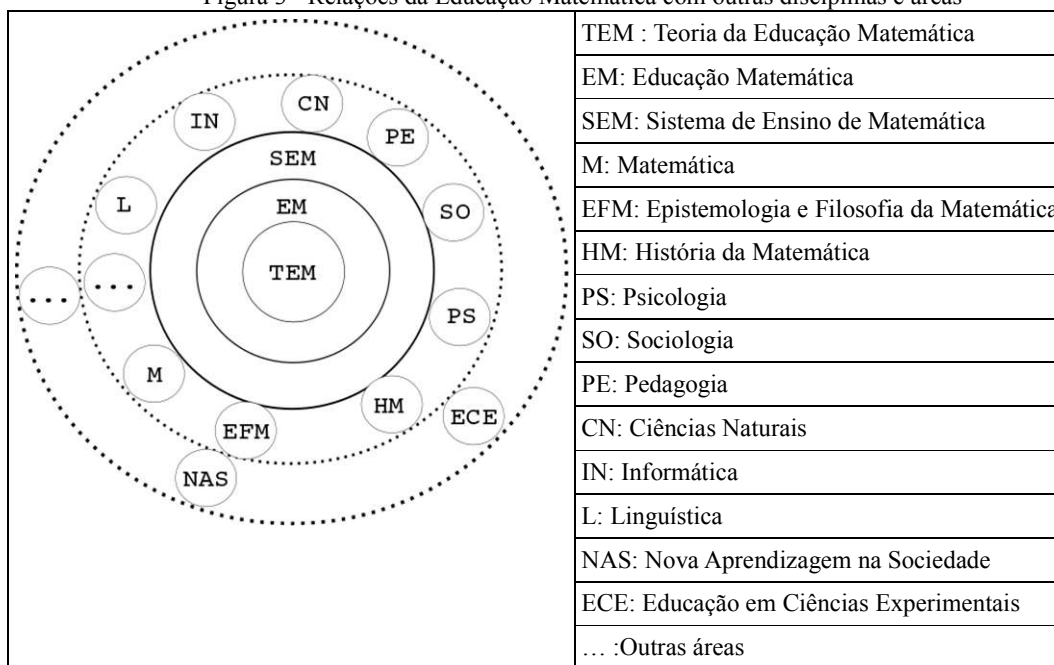 Figura 3 - Relações da Educação Matemática com outras disciplinas e áreas
CN
IN
PE
SEM
L
EM
SO
TEM
...
...
PS
M
HM
ECE
EFM
NAS
TEM : Teoria da Educação Matemática
EM: Educação Matemática
SEM: Sistema de Ensino de Matemática
M: Matemática
EFM: Epistemologia e Filosofia da Matemática
HM: História da Matemática
PS: Psicologia
SO: Sociologia
PE: Pedagogia
CN: Ciências Naturais
IN: Informática
L: Linguística
NAS: Nova Aprendizagem na Sociedade
ECE: Educação em Ciências Experimentais
... :Outras áreas